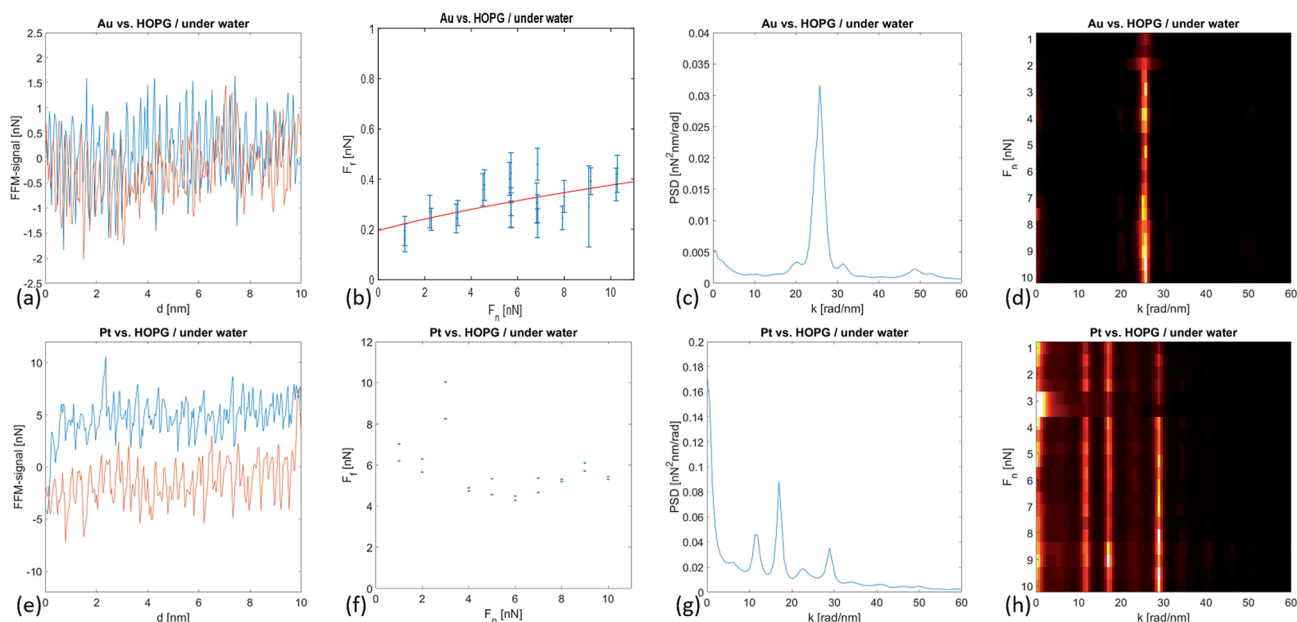 Au vs. HOPG / under water
FFM-signal [nN]
2.5
2
1.5
1
0.5
0
-0.5
-1
-1.5
-2
-2.5
0 2 4 6 8 10
d [nm]
(a)
Au vs. HOPG / under water
F_f [nN]
1
0.8
0.6
0.4
0.2
0
0 2 4 6 8 10
F_n [nN]
(b)
Au vs. HOPG / under water
PSD [nN²nm/rad]
0.04
0.035
0.03
0.025
0.02
0.015
0.01
0.005
0
0 10 20 30 40 50 60
k [rad/nm]
(c)
Au vs. HOPG / under water
F_n [nN]
1
2
3
4
5
6
7
8
9
10
0 10 20 30 40 50 60
k [rad/nm]
(d)
Pt vs. HOPG / under water
FFM-signal [nN]
10
5
0
-5
-10
0 2 4 6 8 10
d [nm]
(e)
Pt vs. HOPG / under water
F_f [nN]
12
10
8
6
4
2
0
0 2 4 6 8 10
F_n [nN]
(f)
Pt vs. HOPG / under water
PSD [nN²nm/rad]
0.2
0.18
0.16
0.14
0.12
0.1
0.08
0.06
0.04
0.02
0
0 10 20 30 40 50 60
k [rad/nm]
(g)
Pt vs. HOPG / under water
F_n [nN]
1
2
3
4
5
6
7
8
9
10
0 10 20 30 40 50 60
k [rad/nm]
(h)